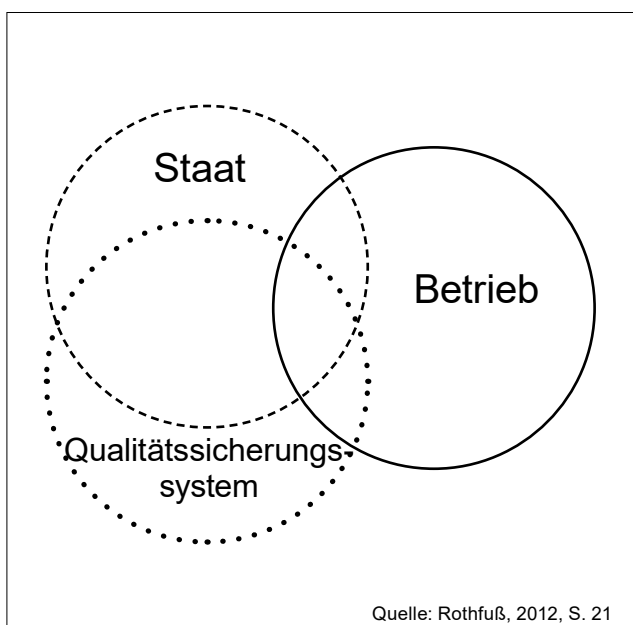 Staat
Betrieb
Qualitätssicherungs-
system
Quelle: Rothfuß, 2012, S. 21